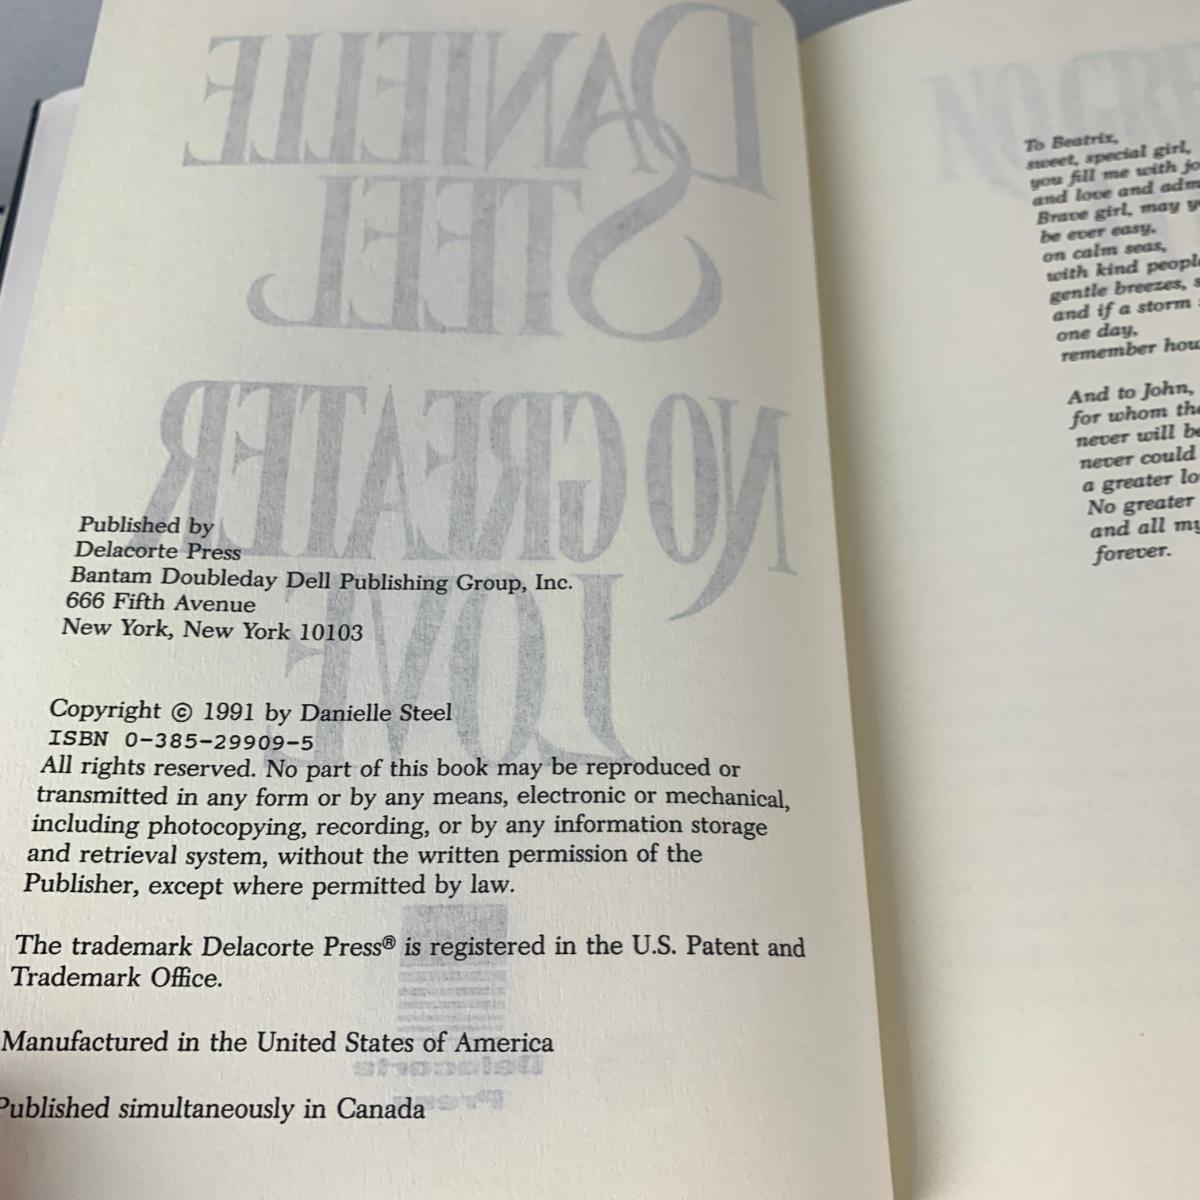 DANIELLE
STEEL
NO GREATER
LOVE
Published by
Delacorte Press
Bantam Doubleday Dell Publishing Group, Inc.
666 Fifth Avenue
New York, New York 10103
Copyright © 1991 by Danielle Steel
ISBN 0-385-29909-5
All rights reserved. No part of this book may be reproduced or
transmitted in any form or by any means, electronic or mechanical,
including photocopying, recording, or by any information storage
and retrieval system, without the written permission of the
Publisher, except where permitted by law.
The trademark Delacorte Press® is registered in the U.S. Patent and
Trademark Office.
Manufactured in the United States of America
Delacorte
Press
Published simultaneously in Canada
To Beatrix,
sweet, special girl,
you fill me with
and love and
Brave girl, may
be ever easy,
on calm seas,
with kind
gentle breezes,
and if a storm
one day,
remember
And to John,
for whom
never will
never could
a greater
No greater
and all
forever.